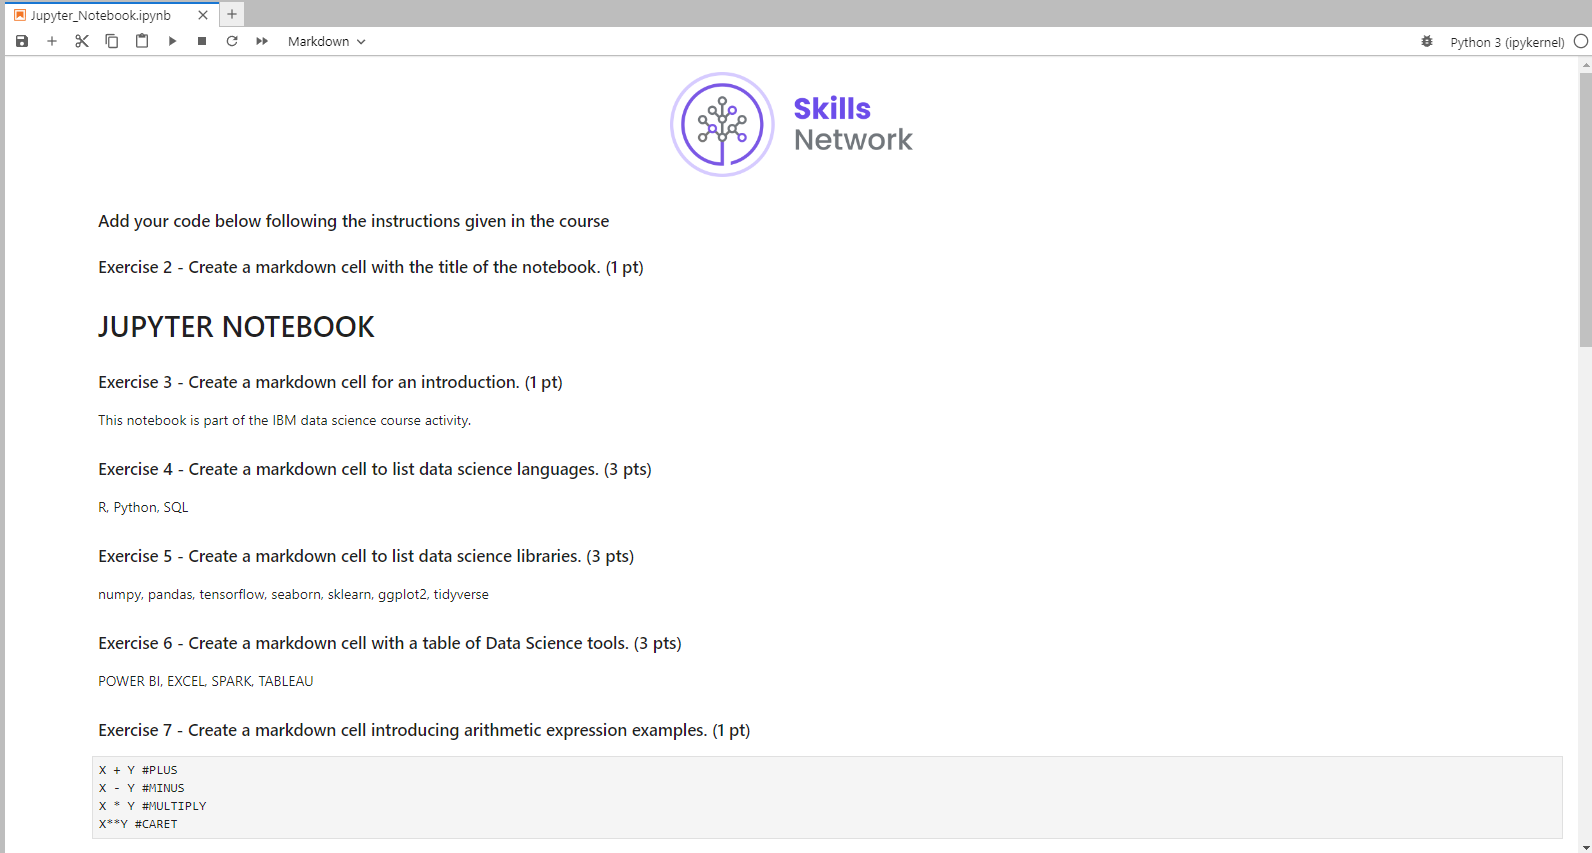 Jupyter_Notebook.ipynb
Markdown
Python 3 (ipykernel)
Skills
Network
Add your code below following the instructions given in the course
Exercise 2 - Create a markdown cell with the title of the notebook. (1 pt)
JUPYTER NOTEBOOK
Exercise 3 - Create a markdown cell for an introduction. (1 pt)
This notebook is part of the IBM data science course activity.
Exercise 4 - Create a markdown cell to list data science languages. (3 pts)
R, Python, SQL
Exercise 5 - Create a markdown cell to list data science libraries. (3 pts)
numpy, pandas, tensorflow, seaborn, sklearn, ggplot2, tidyverse
Exercise 6 - Create a markdown cell with a table of Data Science tools. (3 pts)
POWER BI, EXCEL, SPARK, TABLEAU
Exercise 7 - Create a markdown cell introducing arithmetic expression examples. (1 pt)
X + Y #PLUS
X - Y #MINUS
X * Y #MULTIPLY
X**Y #CARET